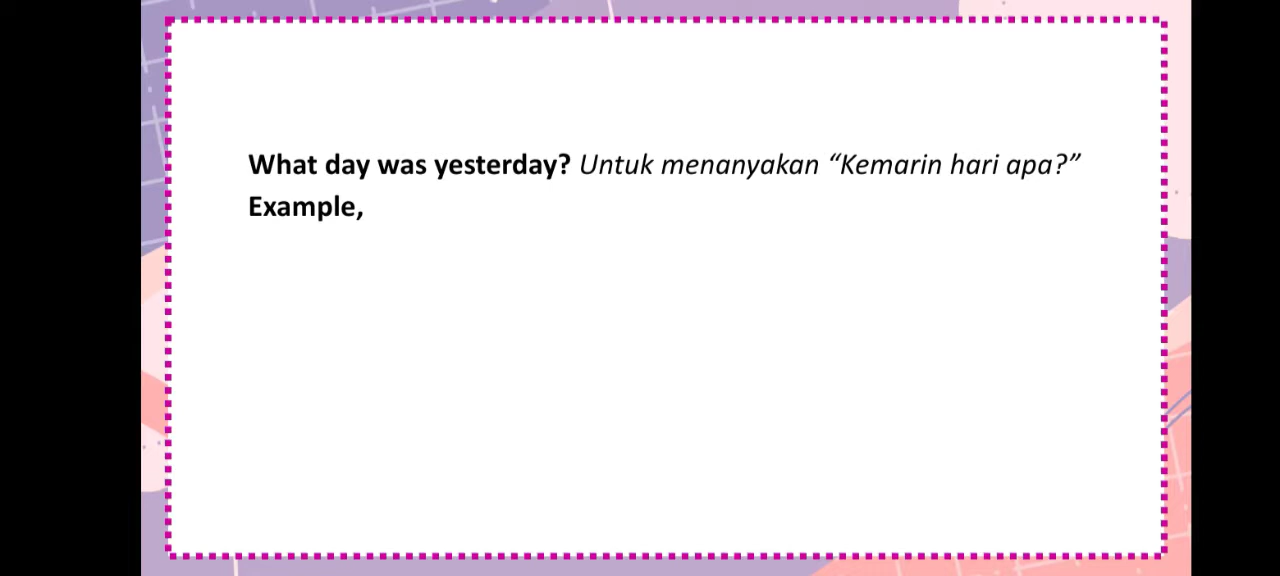 What day was yesterday? Untuk menanyakan “Kemarin hari apa?”
Example,